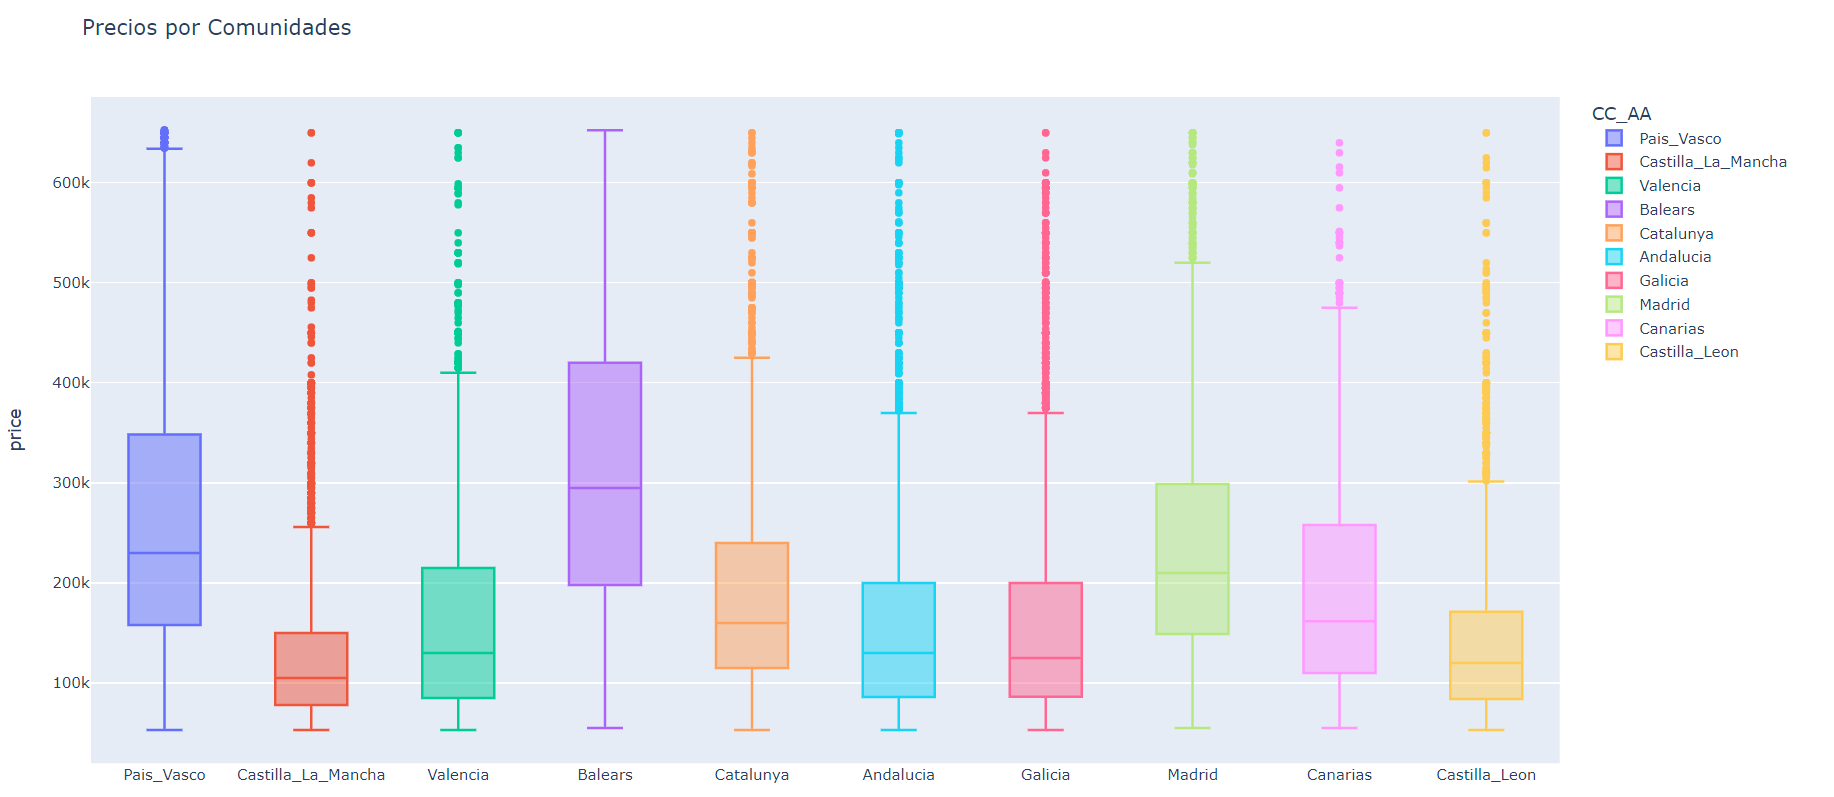 Precios por Comunidades
CC_AA
Pais_Vasco
Castilla_La_Mancha
Valencia
Balears
Catalunya
Andalucia
Galicia
Madrid
Canarias
Castilla_Leon
price
600k
500k
400k
300k
200k
100k
Pais_Vasco
Castilla_La_Mancha
Valencia
Balears
Catalunya
Andalucia
Galicia
Madrid
Canarias
Castilla_Leon